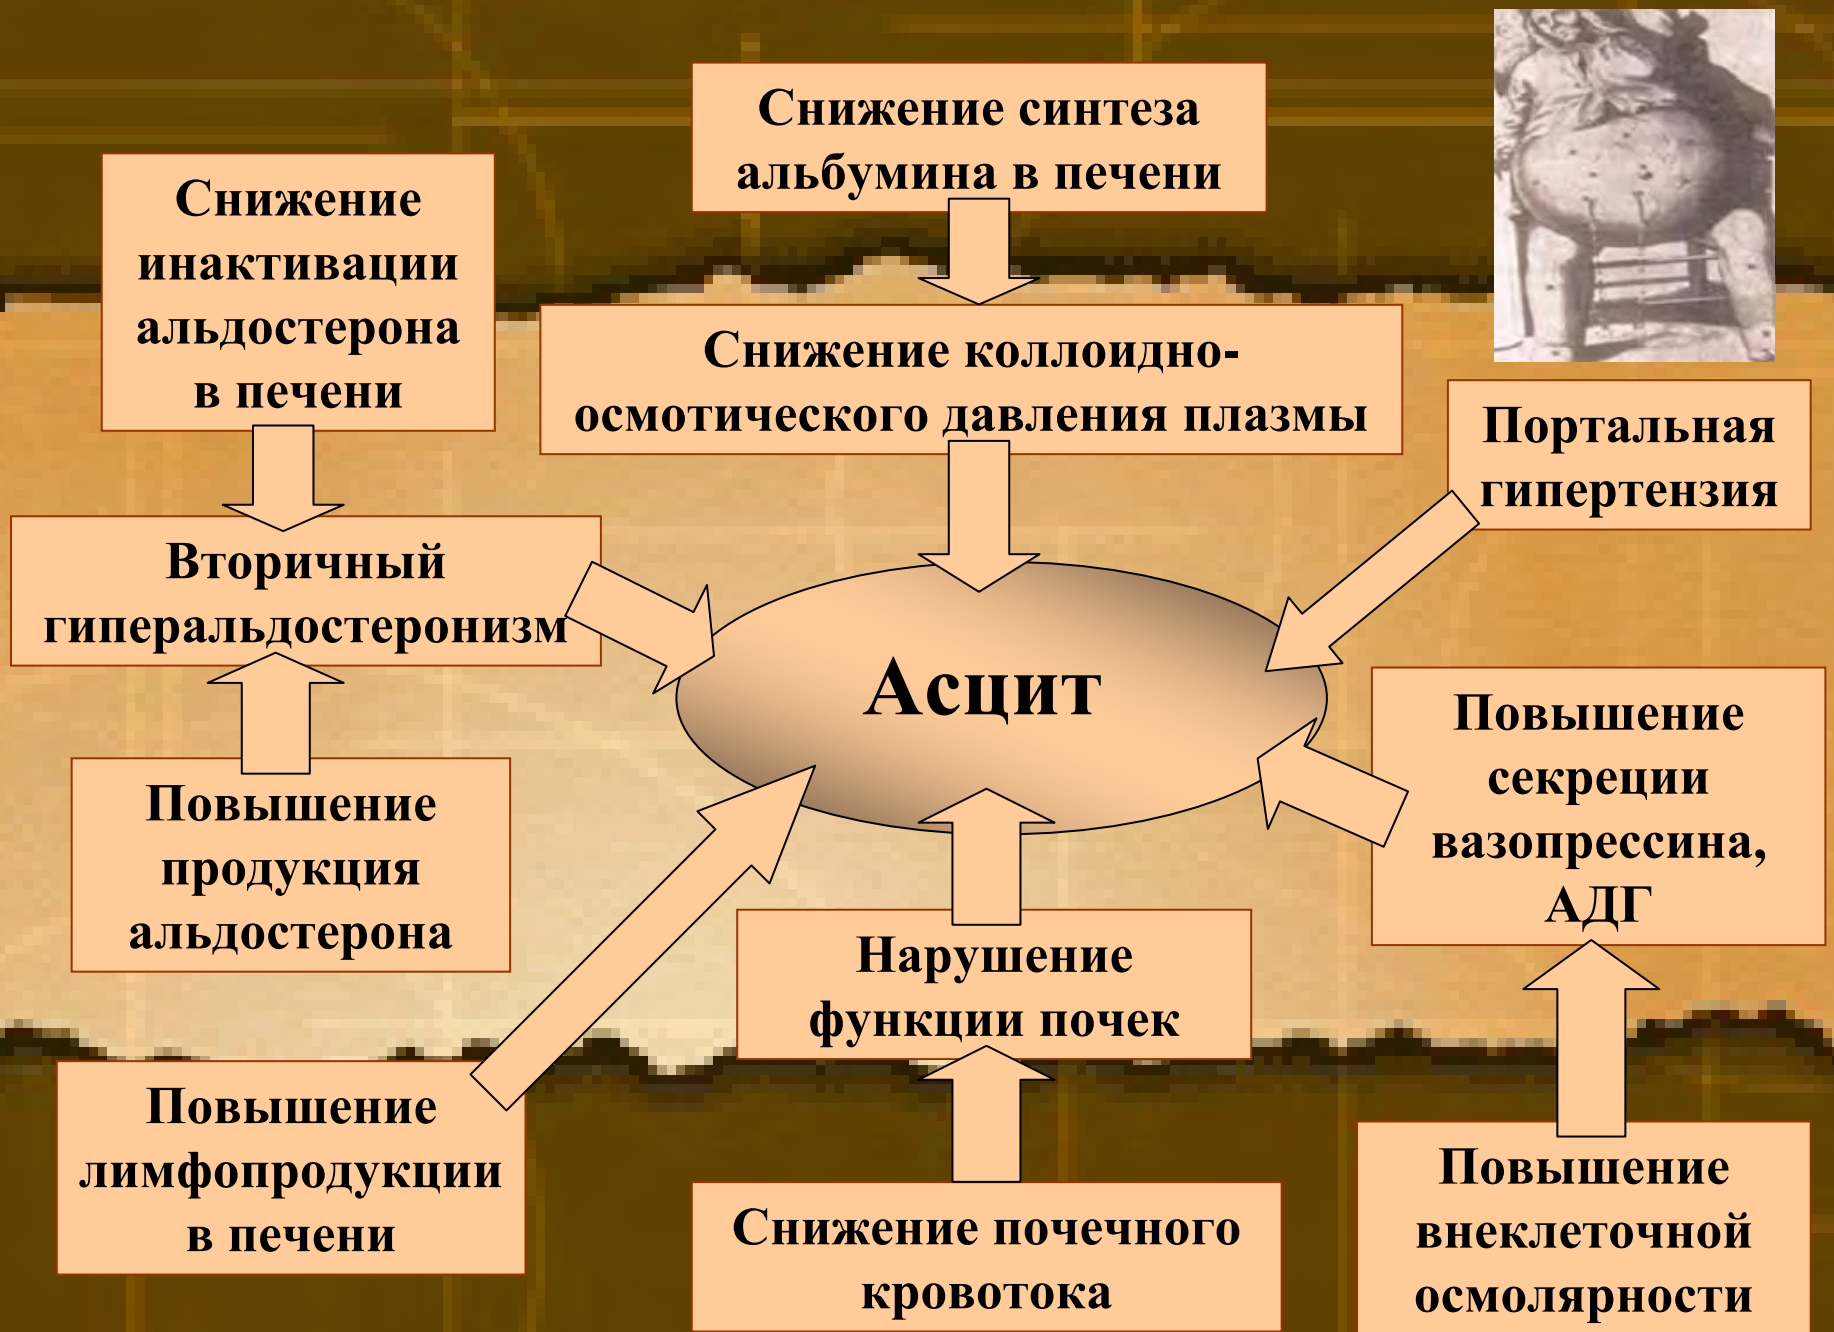 Снижение синтеза
альбумина в печени
Снижение
инактивации
альдостерона
в печени
Снижение коллоидно-
осмотического давления плазмы
Портальная
гипертензия
Вторичный
гиперальдостеронизм
Асцит
Повышение
секреции
вазопрессина,
АДГ
Повышение
продукция
альдостерона
Нарушение
функции почек
Повышение
лимфопродукции
в печени
Снижение почечного
кровотока
Повышение
внеклеточной
осмолярности